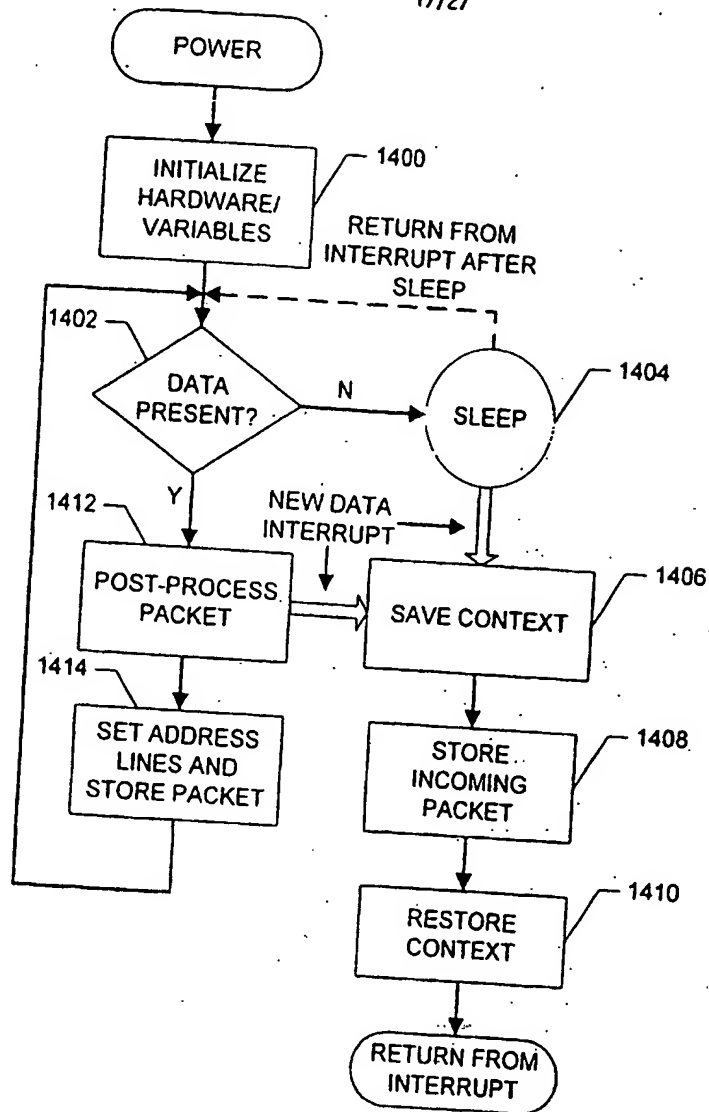 17/27
POWER
1400
INITIALIZE
HARDWARE/
VARIABLES
RETURN FROM
INTERRUPT AFTER
SLEEP
1402
DATA
PRESENT?
N
SLEEP
1404
Y
1412
NEW DATA
INTERRUPT
POST-PROCESS
PACKET
SAVE CONTEXT
1406
1414
SET ADDRESS
LINES AND
STORE PACKET
STORE
INCOMING
PACKET
1408
RESTORE
CONTEXT
1410
RETURN FROM
INTERRUPT